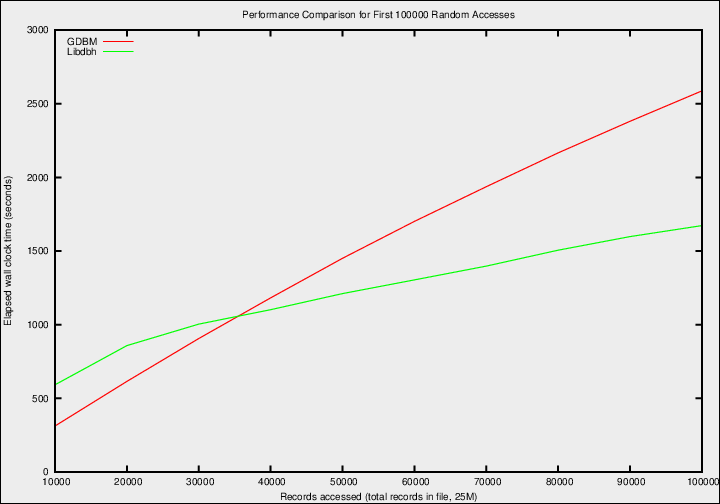 Performance Comparison for First 100000 Random Accesses
GDBM
Libdbh
3000
2500
2000
1500
1000
500
0
Elapsed wall clock time (seconds)
10000 20000 30000 40000 50000 60000 70000 80000 90000 100000
Records accessed (total records in file, 25M)